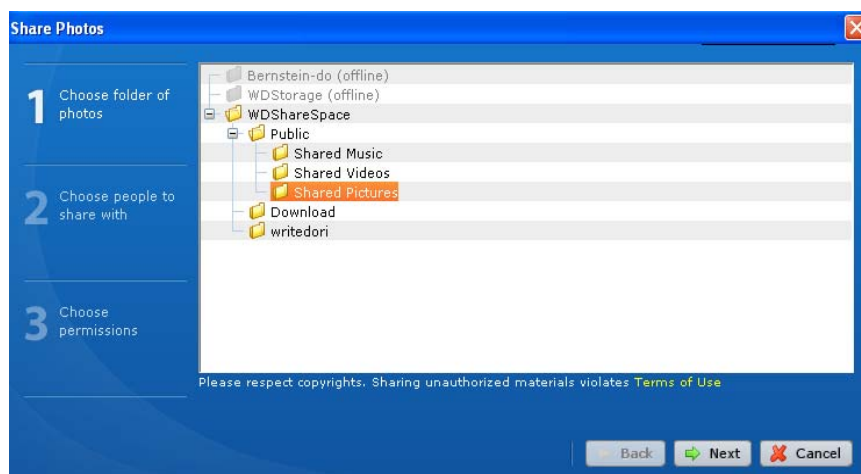 Share Photos
1 Choose folder of
photos
2 Choose people to
share with
3 Choose
permissions
Bernstein-do (offline)
WDStorage (offline)
WDShareSpace
Public
Shared Music
Shared Videos
Shared Pictures
Download
writedori
Please respect copyrights. Sharing unauthorized materials violates Terms of Use
Back
Next
Cancel